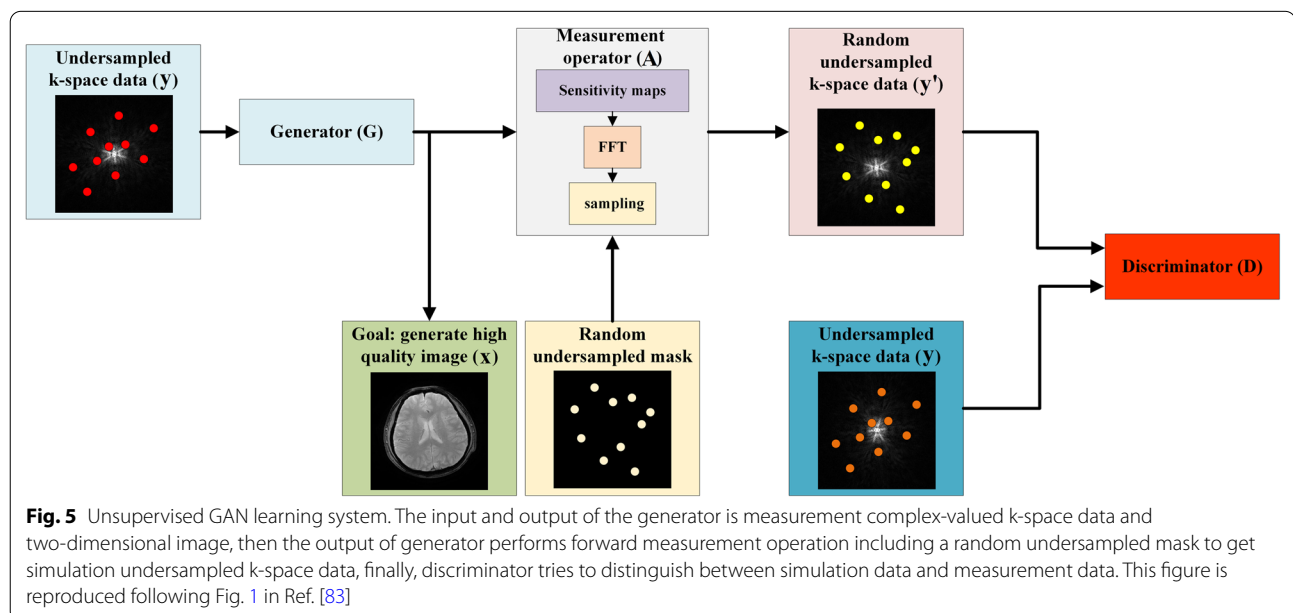 Undersampled
k-space data (y)
Generator (G)
Measurement
operator (A)
Sensitivity maps
FFT
sampling
Random
undersampled
k-space data (y')
Discriminator (D)
Goal: generate high
quality image (x)
Random
undersampled mask
Undersampled
k-space data (y)
Fig. 5 Unsupervised GAN learning system. The input and output of the generator is measurement complex-valued k-space data and
two-dimensional image, then the output of generator performs forward measurement operation including a random undersampled mask to get
simulation undersampled k-space data, finally, discriminator tries to distinguish between simulation data and measurement data. This figure is
reproduced following Fig. 1 in Ref. [83]